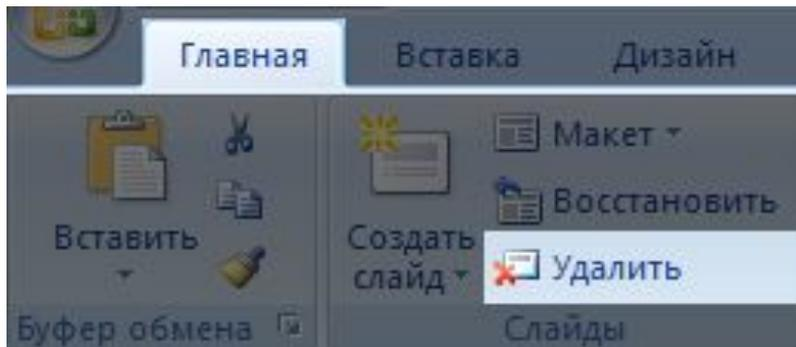 Главная Вставка Дизайн
Макет
Восстановить
Вставить
Создать слайд
Удалить
Буфер обмена Слайды